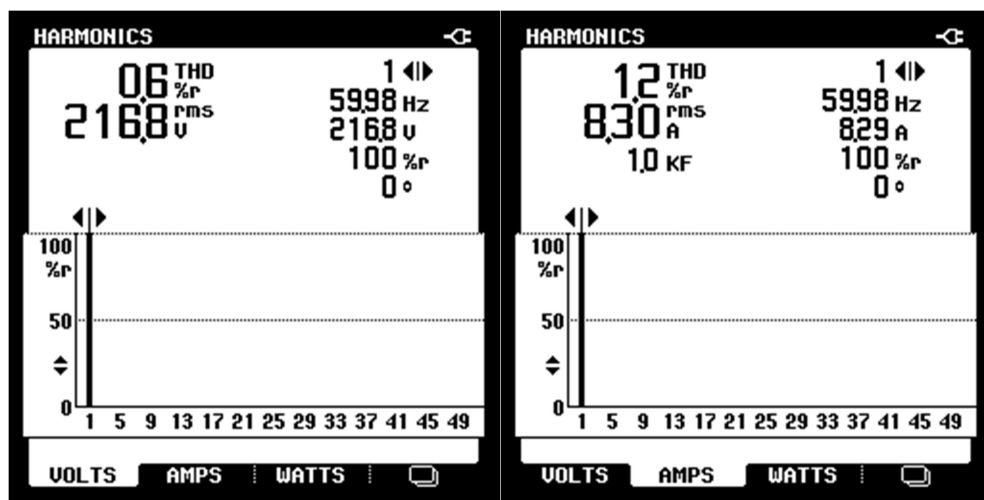 HARMONICS
0.6 THD %r
216.8 rms V
1
59.98 Hz
216.8 V
100 %r
0 °
100
%r
50
0
1 5 9 13 17 21 25 29 33 37 41 45 49
VOLTS AMPS WATTS
HARMONICS
1.2 THD %r
8.30 rms A
1.0 KF
1
59.98 Hz
8.29 A
100 %r
0 °
100
%r
50
0
1 5 9 13 17 21 25 29 33 37 41 45 49
VOLTS AMPS WATTS